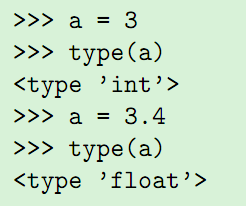 >>> a = 3
>>> type(a)
<type ’int’>
>>> a = 3.4
>>> type(a)
<type ’float’>